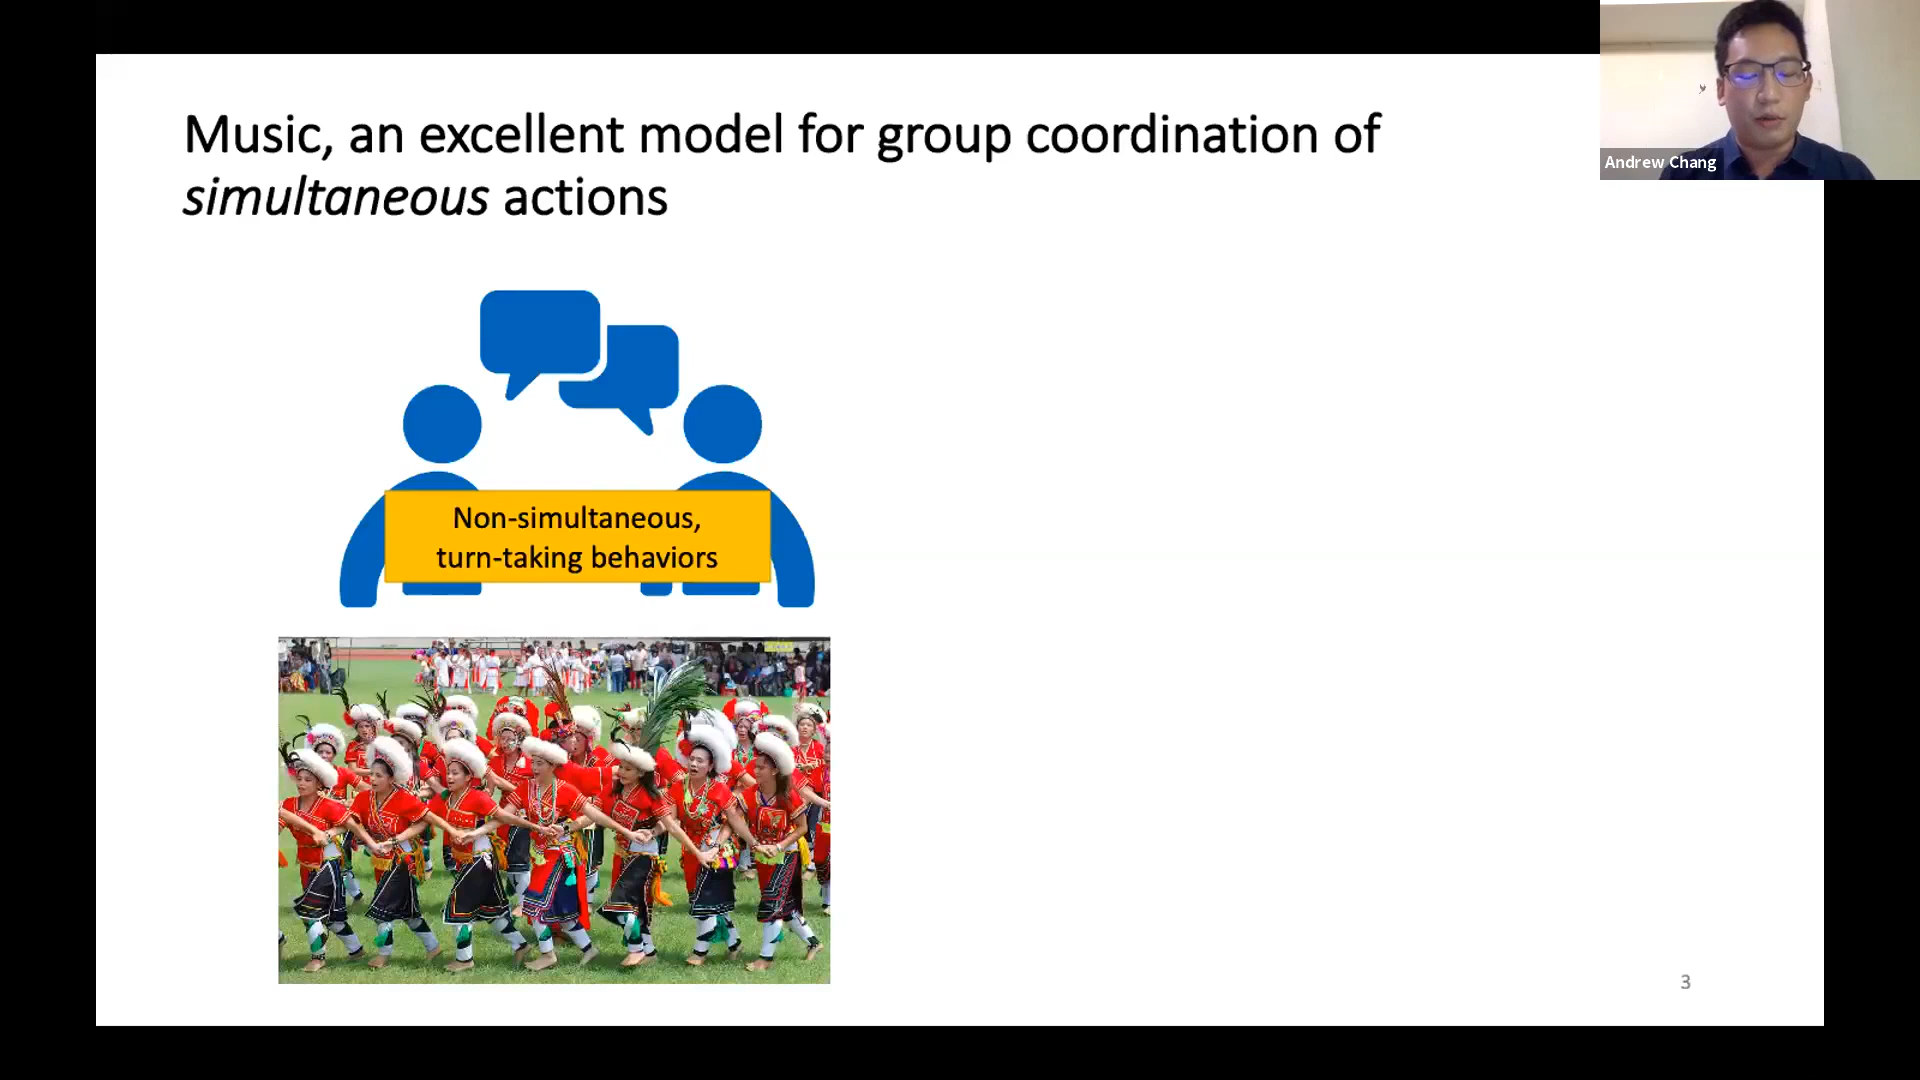 Music, an excellent model for group coordination of
simultaneous actions
Andrew Chang
Non-simultaneous,
turn-taking behaviors
3